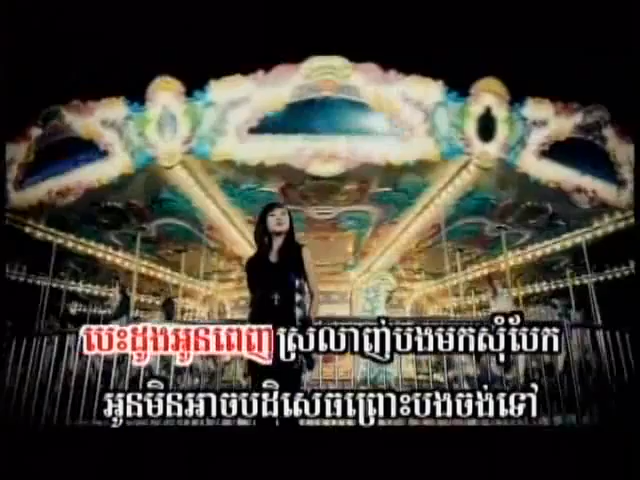 បេះដូងអូនពេញស្រលាញ់បងមកសុំបែក
អូនមិនអាចបដិសេធព្រោះបងចង់ទៅ